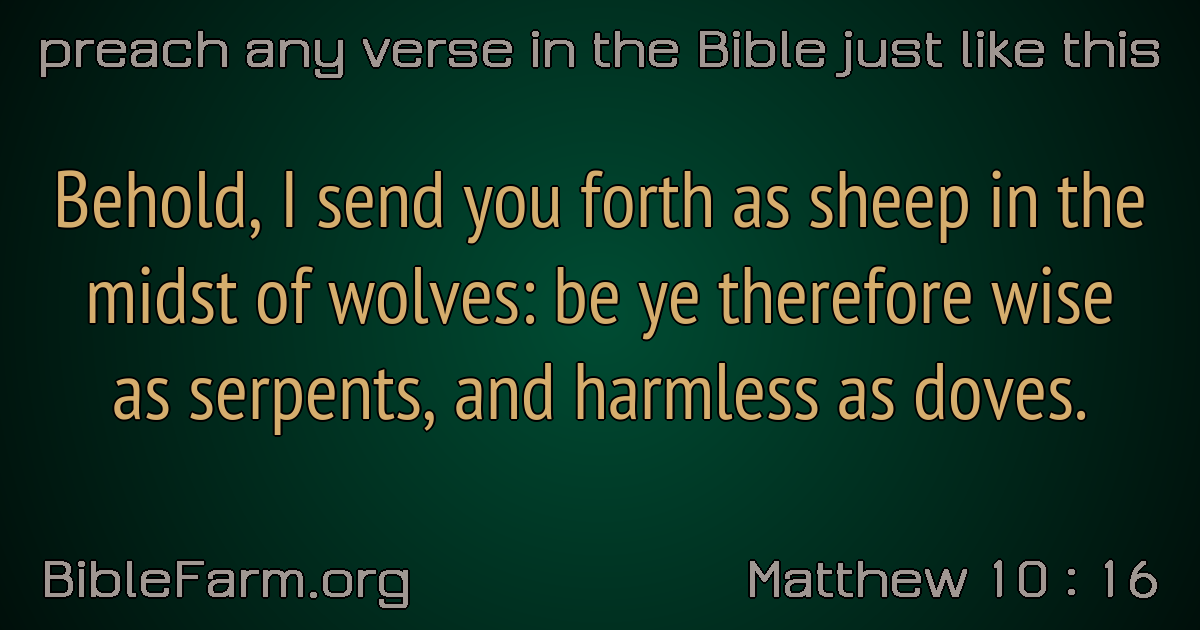 preach any verse in the Bible just like this
Behold, I send you forth as sheep in the
midst of wolves: be ye therefore wise
as serpents, and harmless as doves.
BibleFarm.org
Matthew 10 : 16